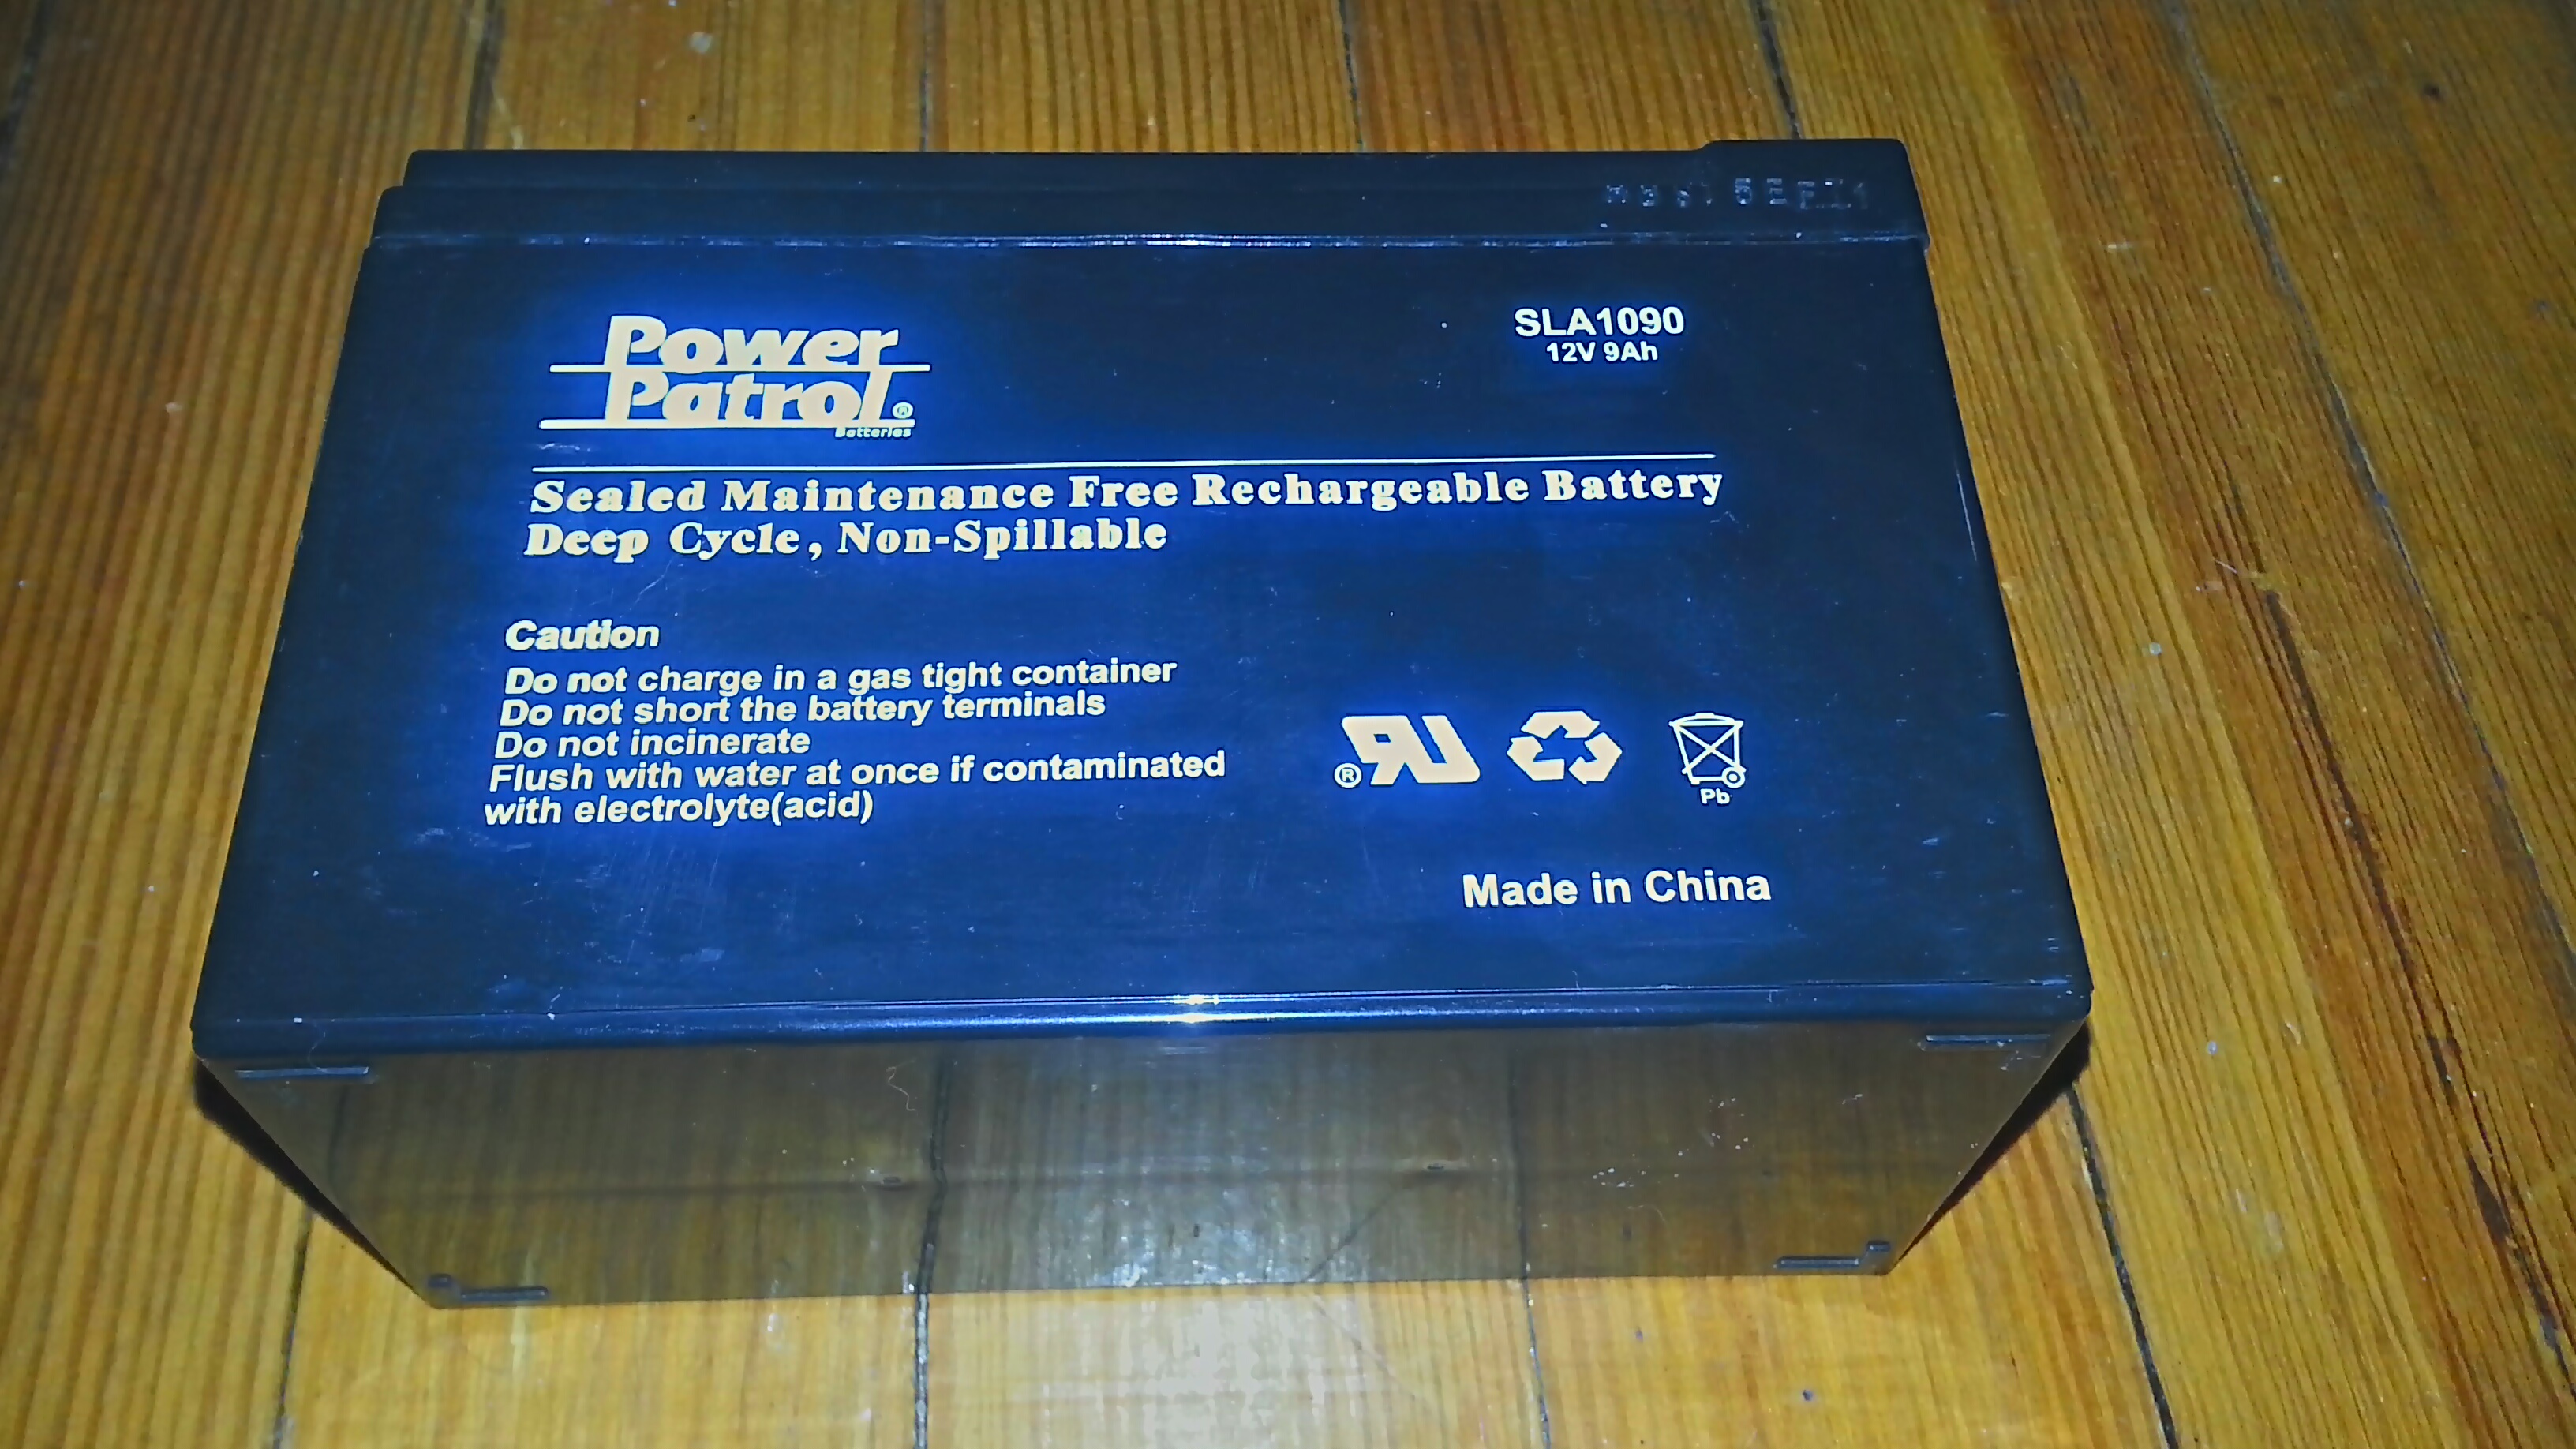 SLA1090
12V 9Ah
Power
Patrol®
Batteries
Sealed Maintenance Free Rechargeable Battery
Deep Cycle, Non-Spillable
Caution
Do not charge in a gas tight container
Do not short the battery terminals
Do not incinerate
Flush with water at once if contaminated
with electrolyte(acid)
®
Pb
Made in China